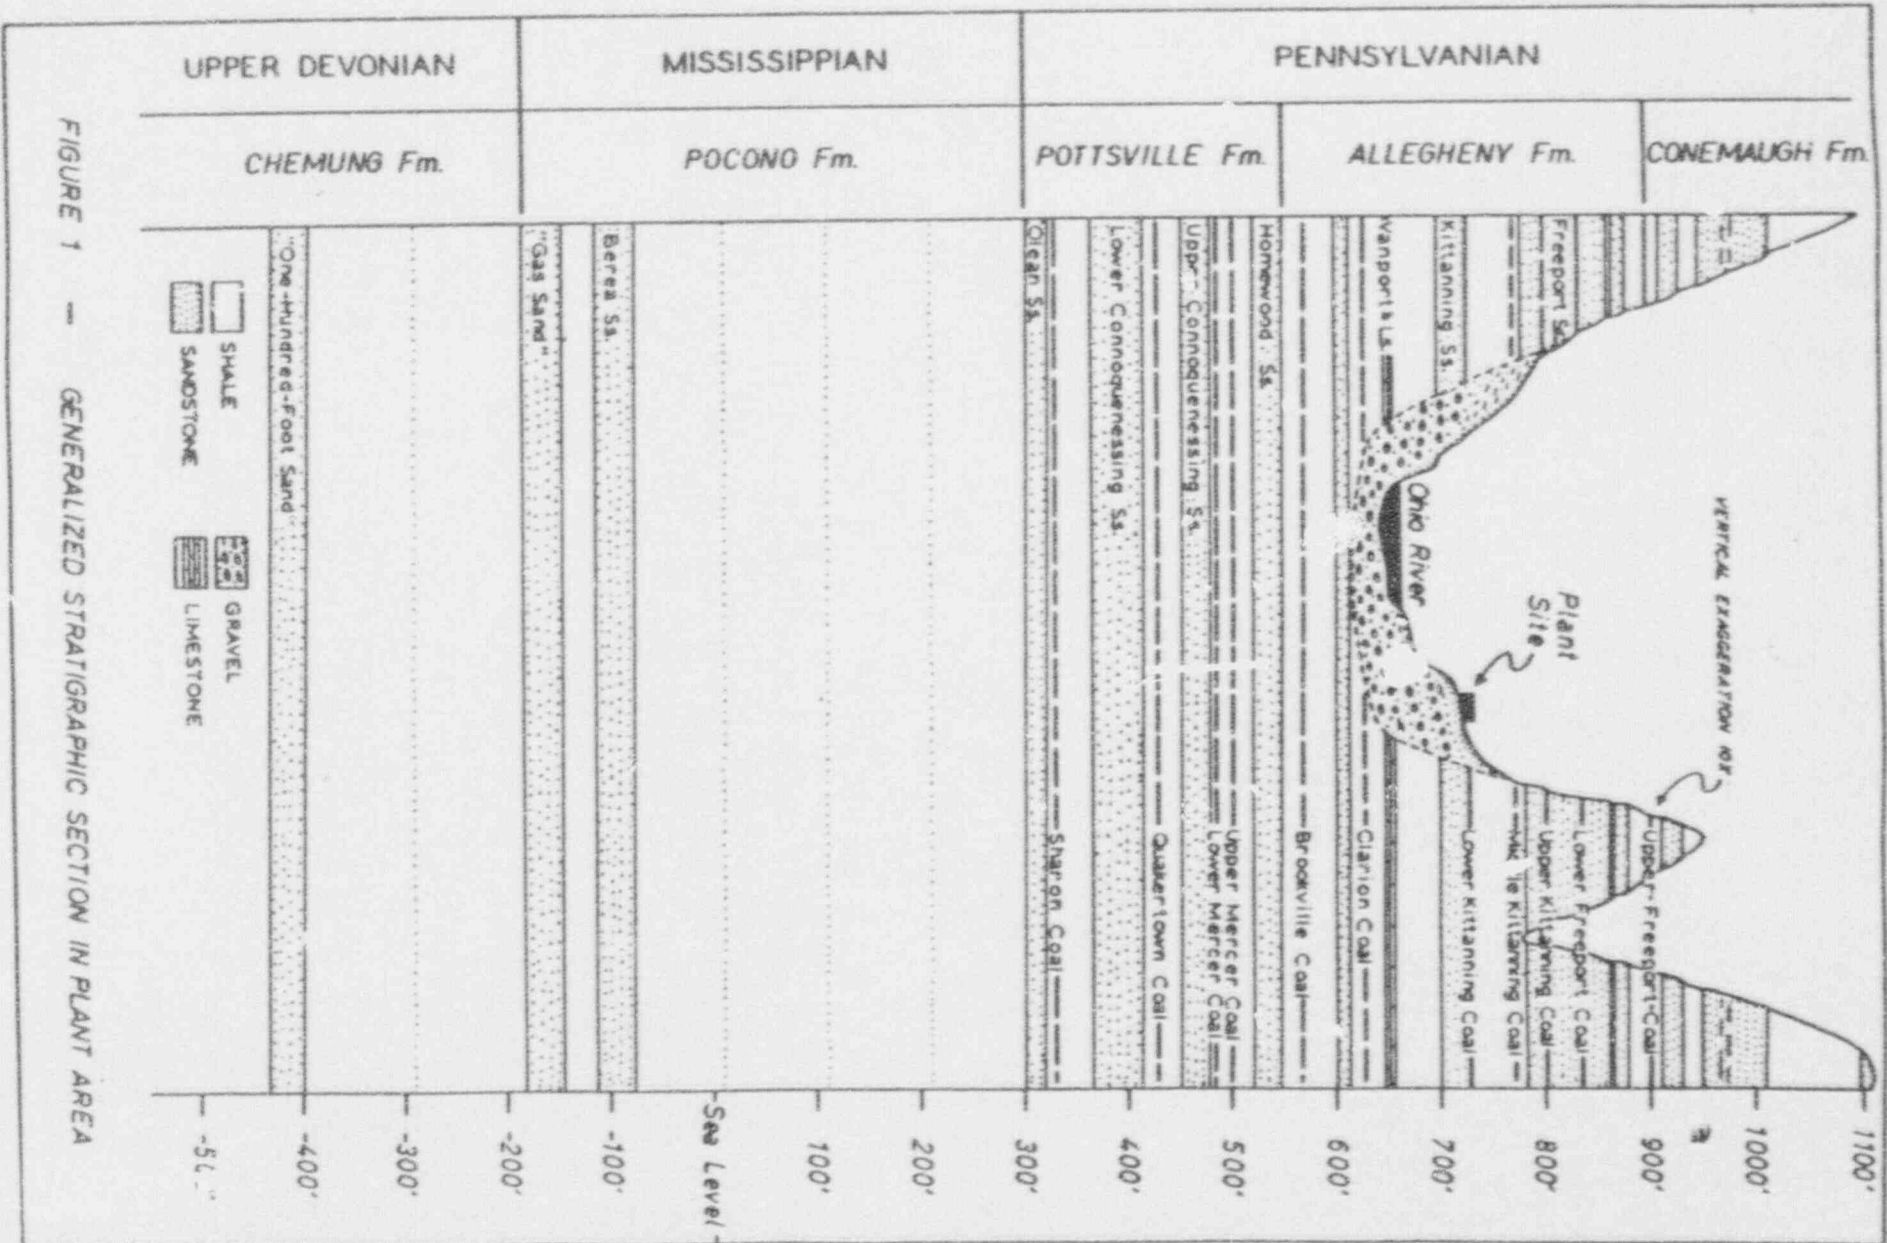 UPPER DEVONIAN
MISSISSIPPIAN
PENNSYLVANIAN
CHEMUNG Fm.
POCONO Fm.
POTTSVILLE Fm.
ALLEGHENY Fm.
CONEMAUGH Fm.
"One-Hundred-Foot Sand
"Gas Sand"
Berea Ss.
Olean Ss.
Lower Connoquenessing Ss.
Connoquenessing Ss.
Homewood Ss.
Vanport Ls.
Kittanning Ss.
Freeport
Ohio River
Plant
Site
VERTICAL EXAGGERATION 10X
Sharon Coal
Quakertown Coal
Lower Mercer Coal
Upper Mercer Coal
Brookville Coal
Clarion Coal
Lower Kittanning Coal
Kittanning Coal
Upper Kittanning Coal
Lower Freeport Coal
Upper-Freeport-Coal
SHALE
SANDSTONE
GRAVEL
LIMESTONE
-400'
-300'
-200'
-100'
Sea Level
100'
200'
300'
400'
500'
600'
700'
800'
900'
1000'
1100'
FIGURE 1 — GENERALIZED STRATIGRAPHIC SECTION IN PLANT AREA